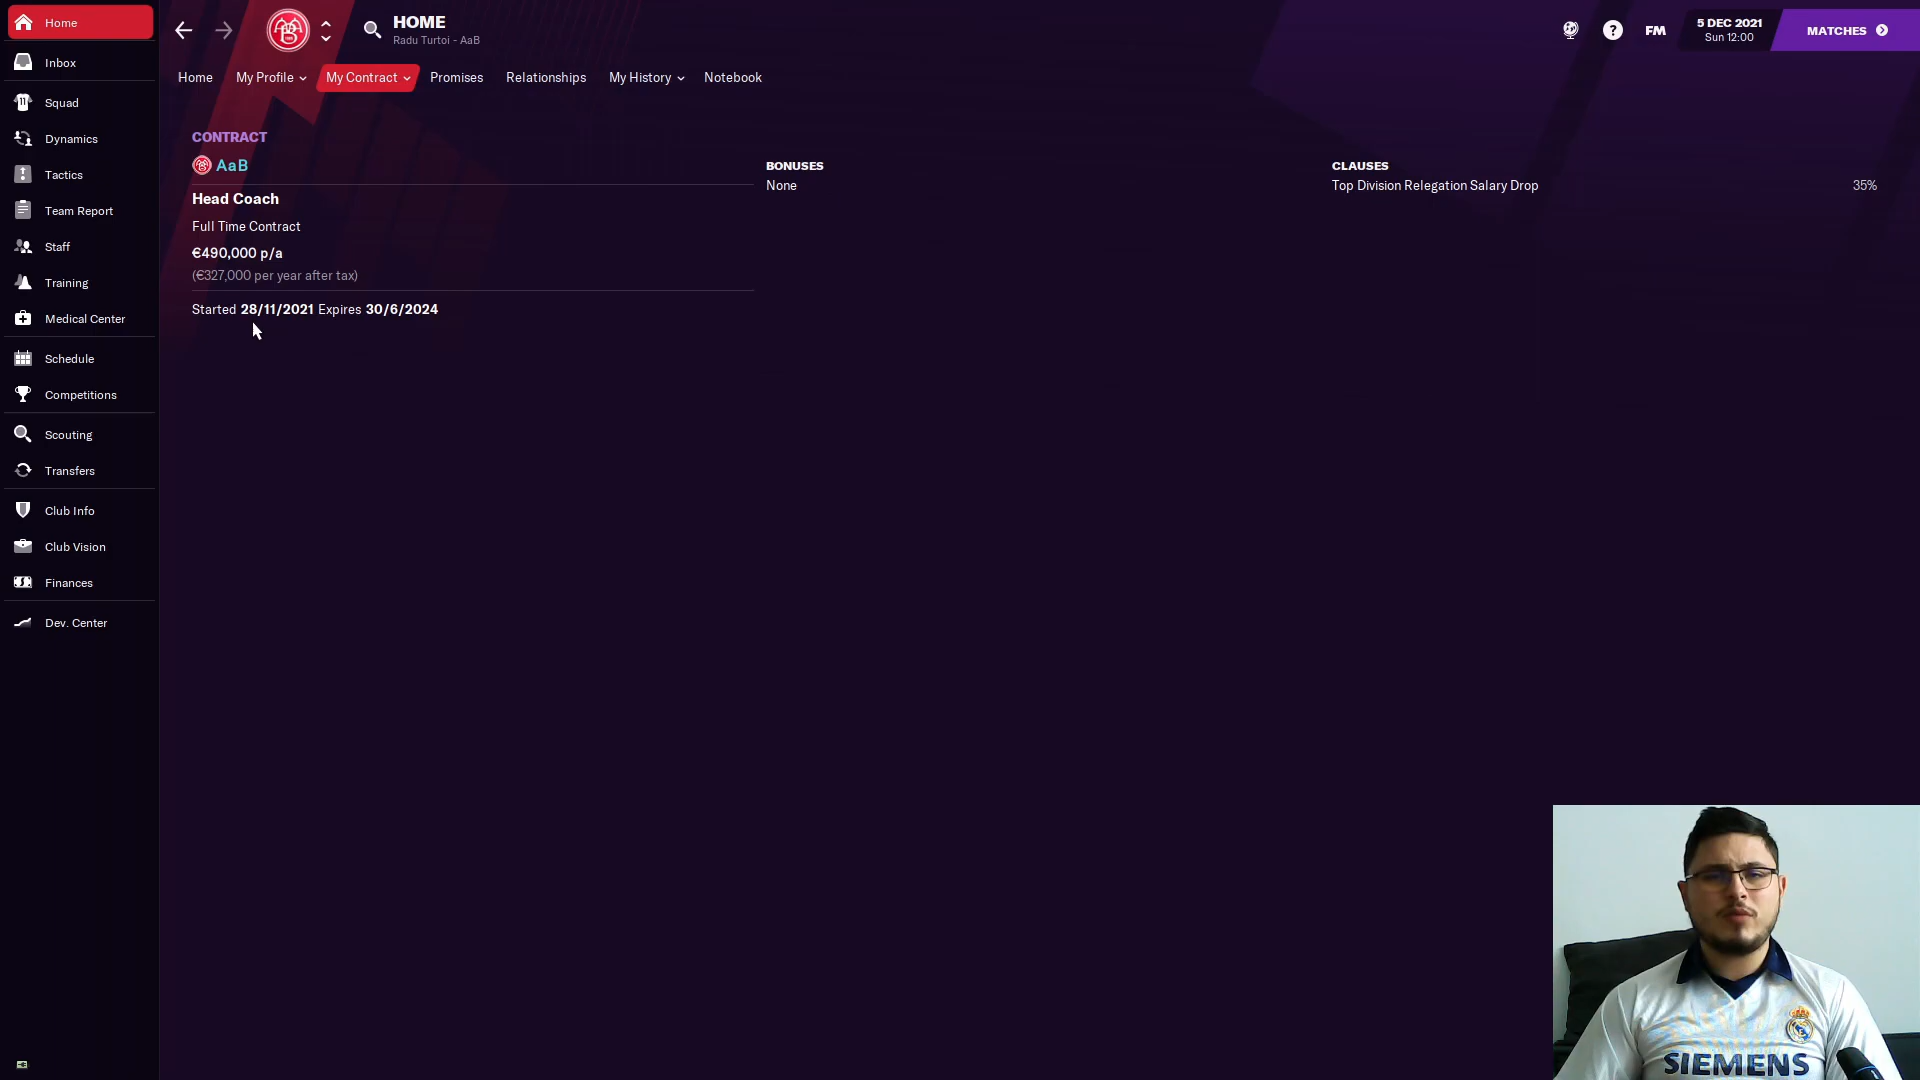 Home
Inbox
Squad
Dynamics
Tactics
Team Report
Staff
Training
Medical Center
Schedule
Competitions
Scouting
Transfers
Club Info
Club Vision
Finances
Dev. Center
HOME
Radu Turtoi - AaB
FM
5 DEC 2021
Sun 12:00
MATCHES
Home My Profile My Contract Promises Relationships My History Notebook
CONTRACT
AaB
Head Coach
Full Time Contract
€490,000 p/a
(€327,000 per year after tax)
Started 28/11/2021 Expires 30/6/2024
BONUSES
None
CLAUSES
Top Division Relegation Salary Drop 35%
SIEMENS